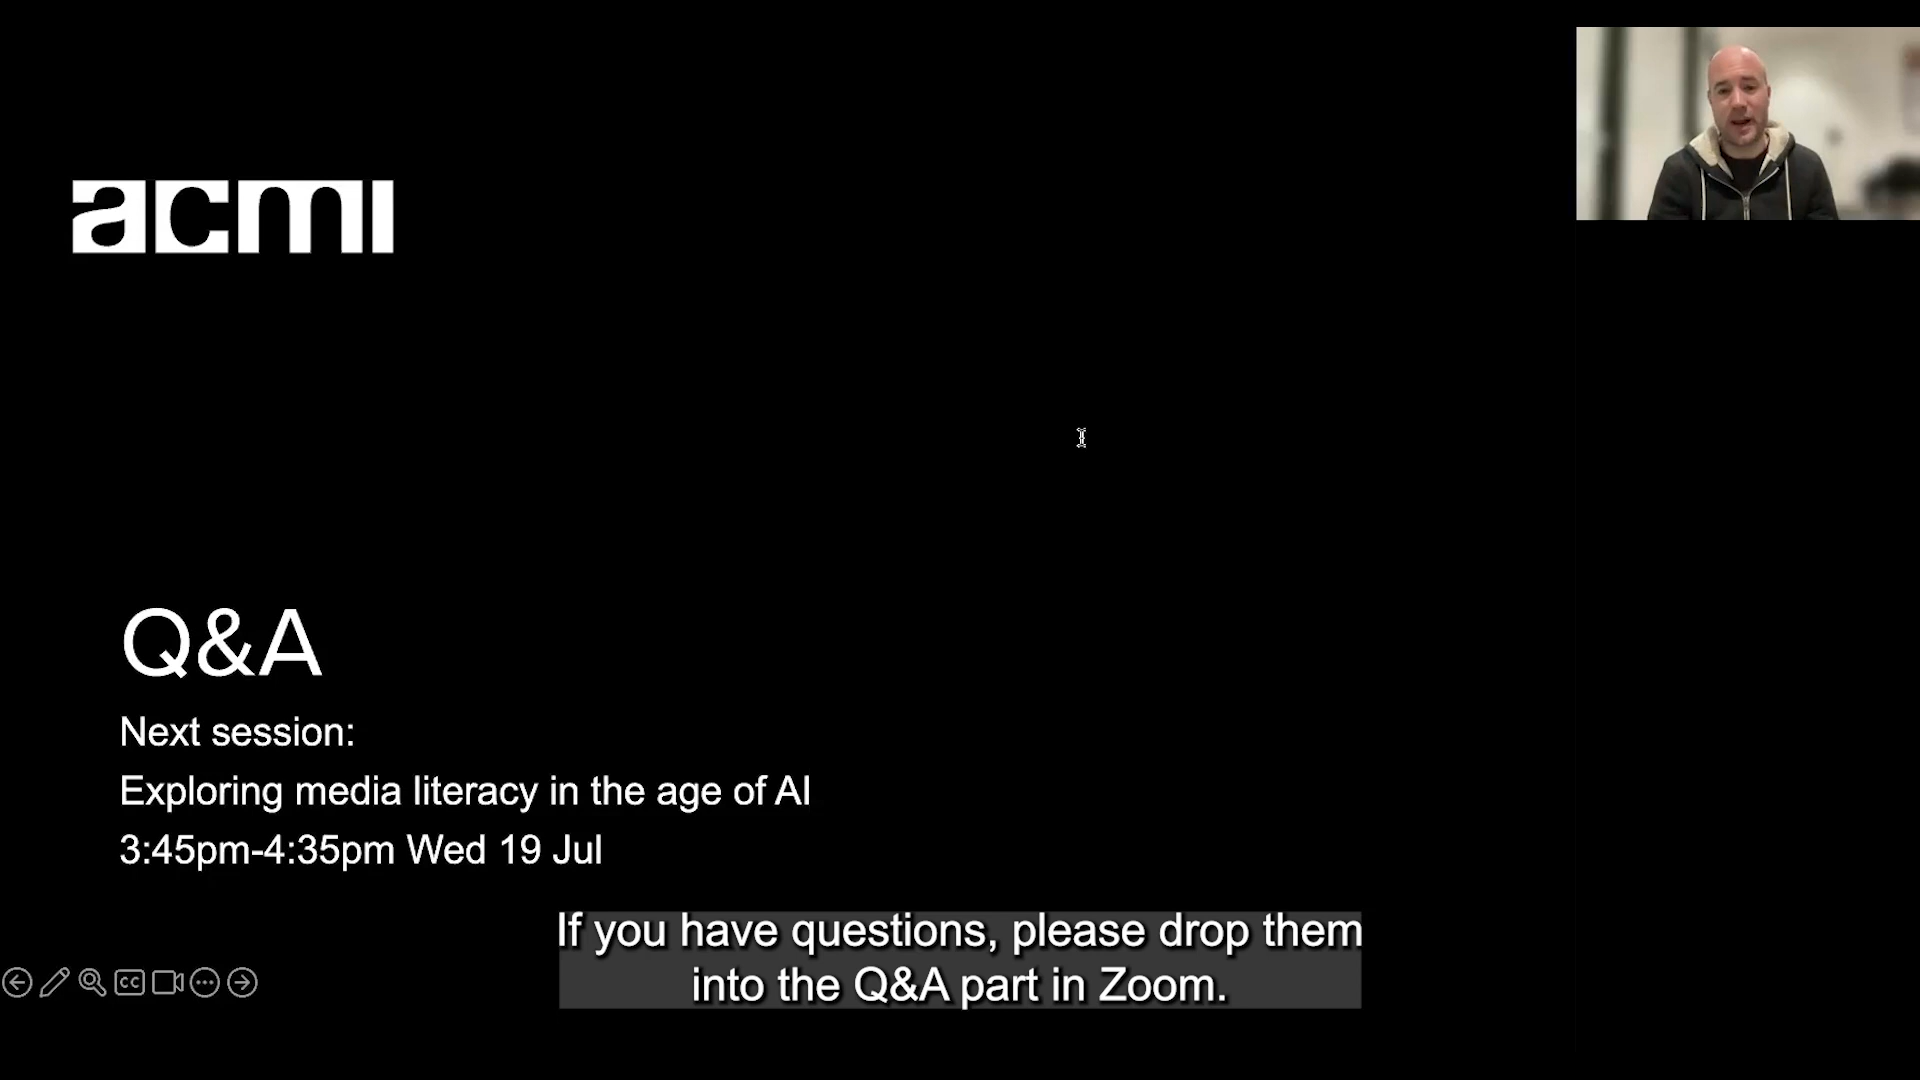 acmi
Q&A
Next session:
Exploring media literacy in the age of AI
3:45pm-4:35pm Wed 19 Jul
If you have questions, please drop them
into the Q&A part in Zoom.
CC